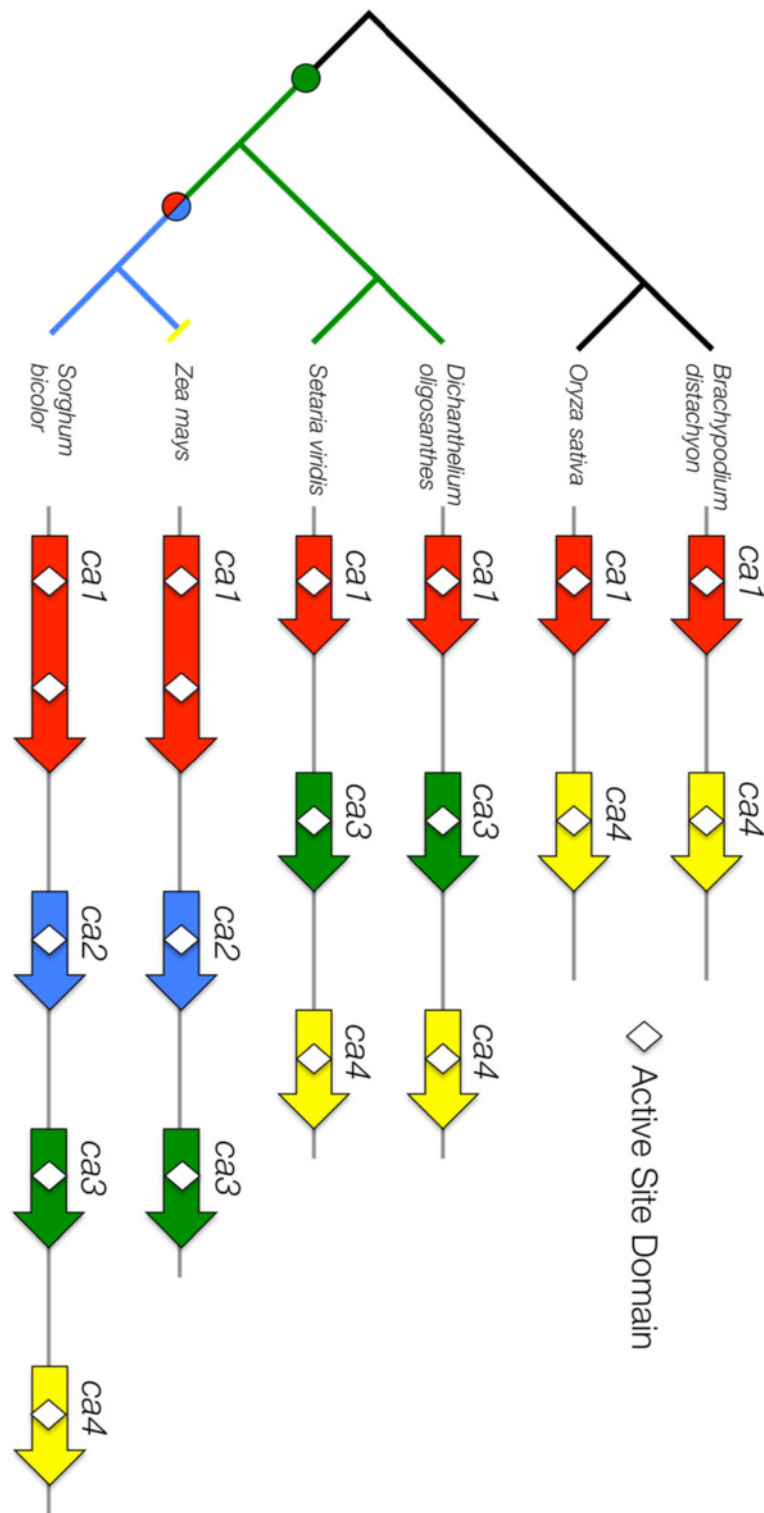 Brachypodium
distachyon
ca1
ca4
Active Site Domain
Oryza sativa
ca1
ca4
Dichanthelium
oligosanthes
ca1
ca3
ca4
Setaria viridis
ca1
ca3
ca4
Zea mays
ca1
ca2
ca3
Sorghum
bicolor
ca1
ca2
ca3
ca4